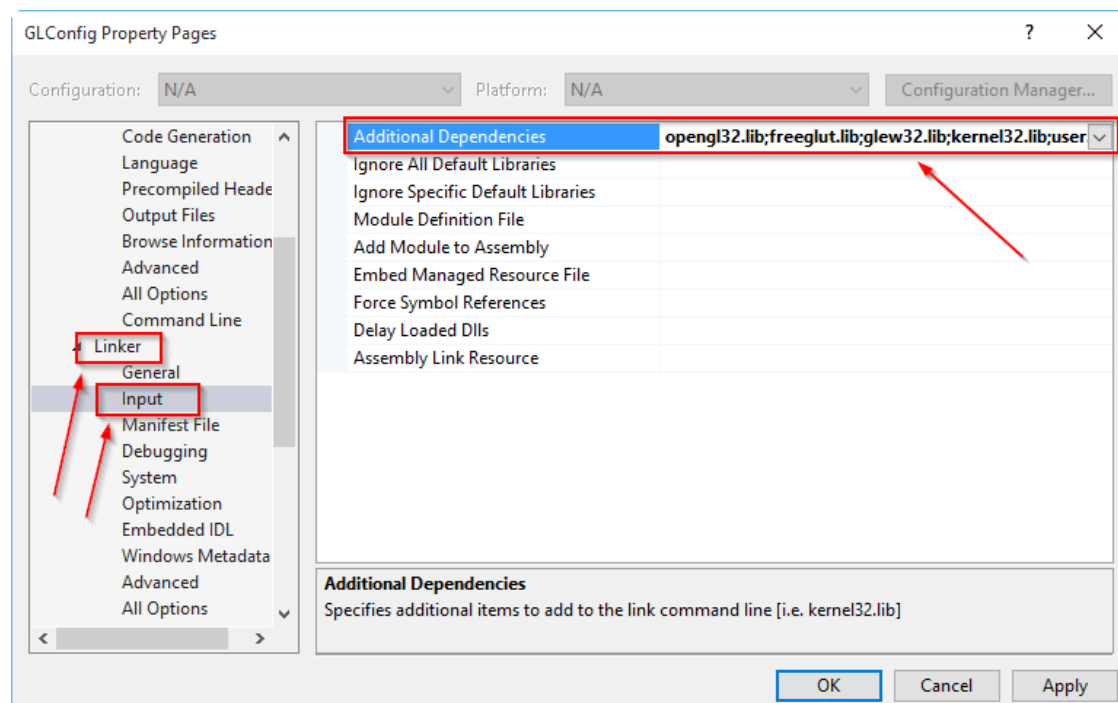 GLConfig Property Pages
Configuration: N/A Platform: N/A Configuration Manager...
Code Generation
Language
Precompiled Heade
Output Files
Browse Information
Advanced
All Options
Command Line
Linker
General
Input
Manifest File
Debugging
System
Optimization
Embedded IDL
Windows Metadata
Advanced
All Options
Additional Dependencies opengl32.lib;freeglut.lib;glew32.lib;kernel32.lib;user
Ignore All Default Libraries
Ignore Specific Default Libraries
Module Definition File
Add Module to Assembly
Embed Managed Resource File
Force Symbol References
Delay Loaded Dlls
Assembly Link Resource
Additional Dependencies
Specifies additional items to add to the link command line [i.e. kernel32.lib]
OK Cancel Apply